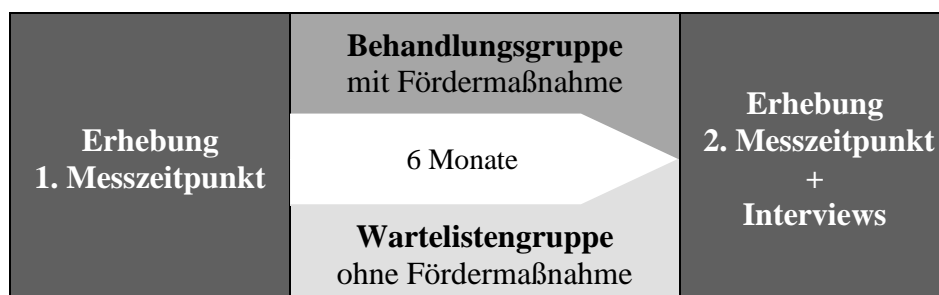 Erhebung
1. Messzeitpunkt
Behandlungsgruppe
mit Fördermaßnahme
6 Monate
Wartelistengruppe
ohne Fördermaßnahme
Erhebung
2. Messzeitpunkt
+
Interviews